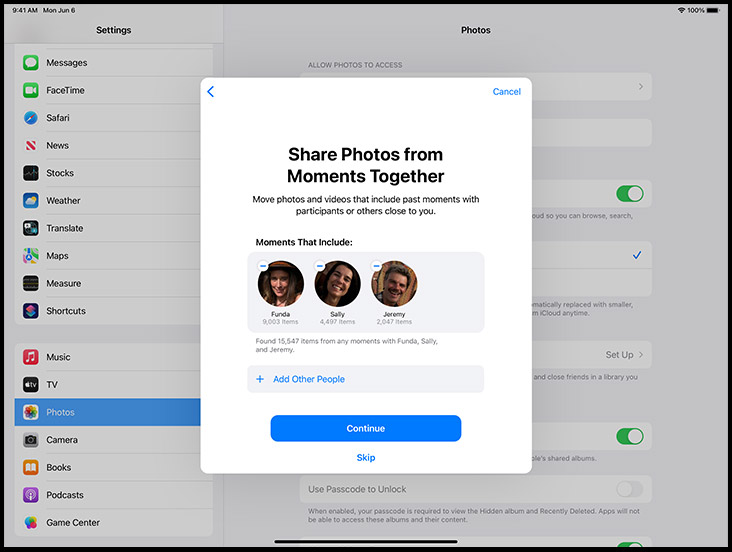 9:41 AM Mon Jun 6
100%
Settings
Photos
Messages
FaceTime
Safari
News
Stocks
Weather
Translate
Maps
Measure
Shortcuts
Music
TV
Photos
Camera
Books
Podcasts
Game Center
ALLOW PHOTOS TO ACCESS
oud so you can browse, search,
omatically replaced with smaller,
m iCloud anytime.
Set Up
and close friends in a library you
ple's shared albums.
Use Passcode to Unlock
When enabled, your passcode is required to view the Hidden album and Recently Deleted. Apps will not
be able to access these albums and their content.
Cancel
Share Photos from
Moments Together
Move photos and videos that include past moments with
participants or others close to you.
Moments That Include:
Funda
9,003 Items
Sally
4,497 Items
Jeremy
2,047 Items
Found 15,547 items from any moments with Funda, Sally,
and Jeremy.
+ Add Other People
Continue
Skip